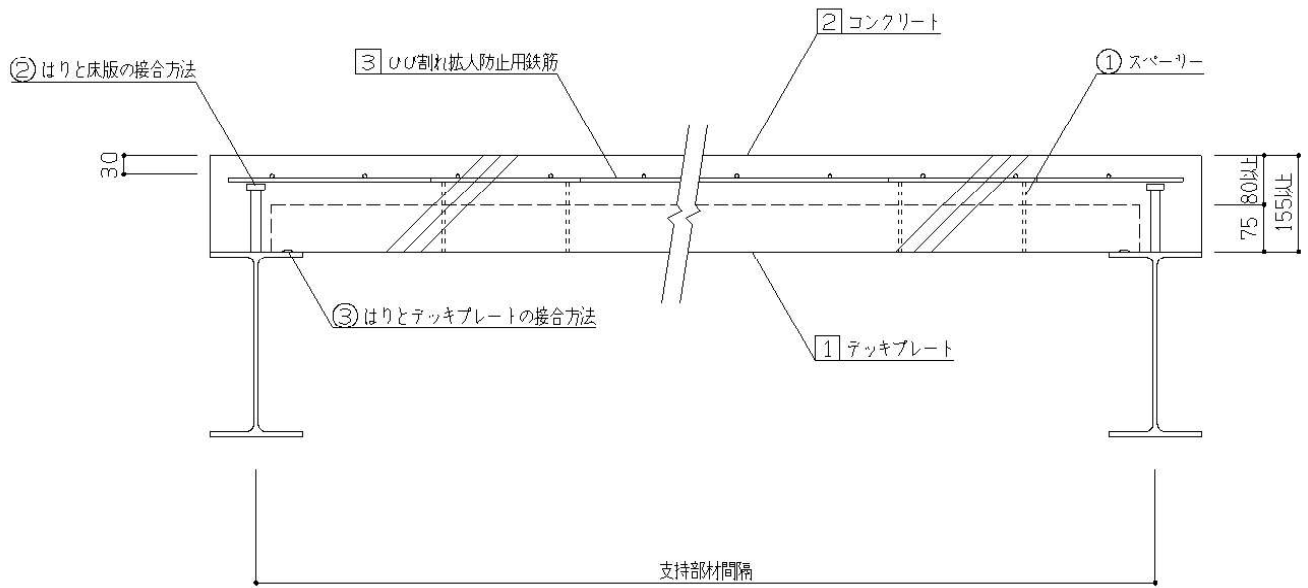 2 コンクリート
② はりと床版の接合方法
3 ひび割れ拡人防止用鉄筋
① スペーサー
30
80以上
75
155以上
③ はりとデッキプレートの接合方法
1 デッキプレート
支持部材間隔